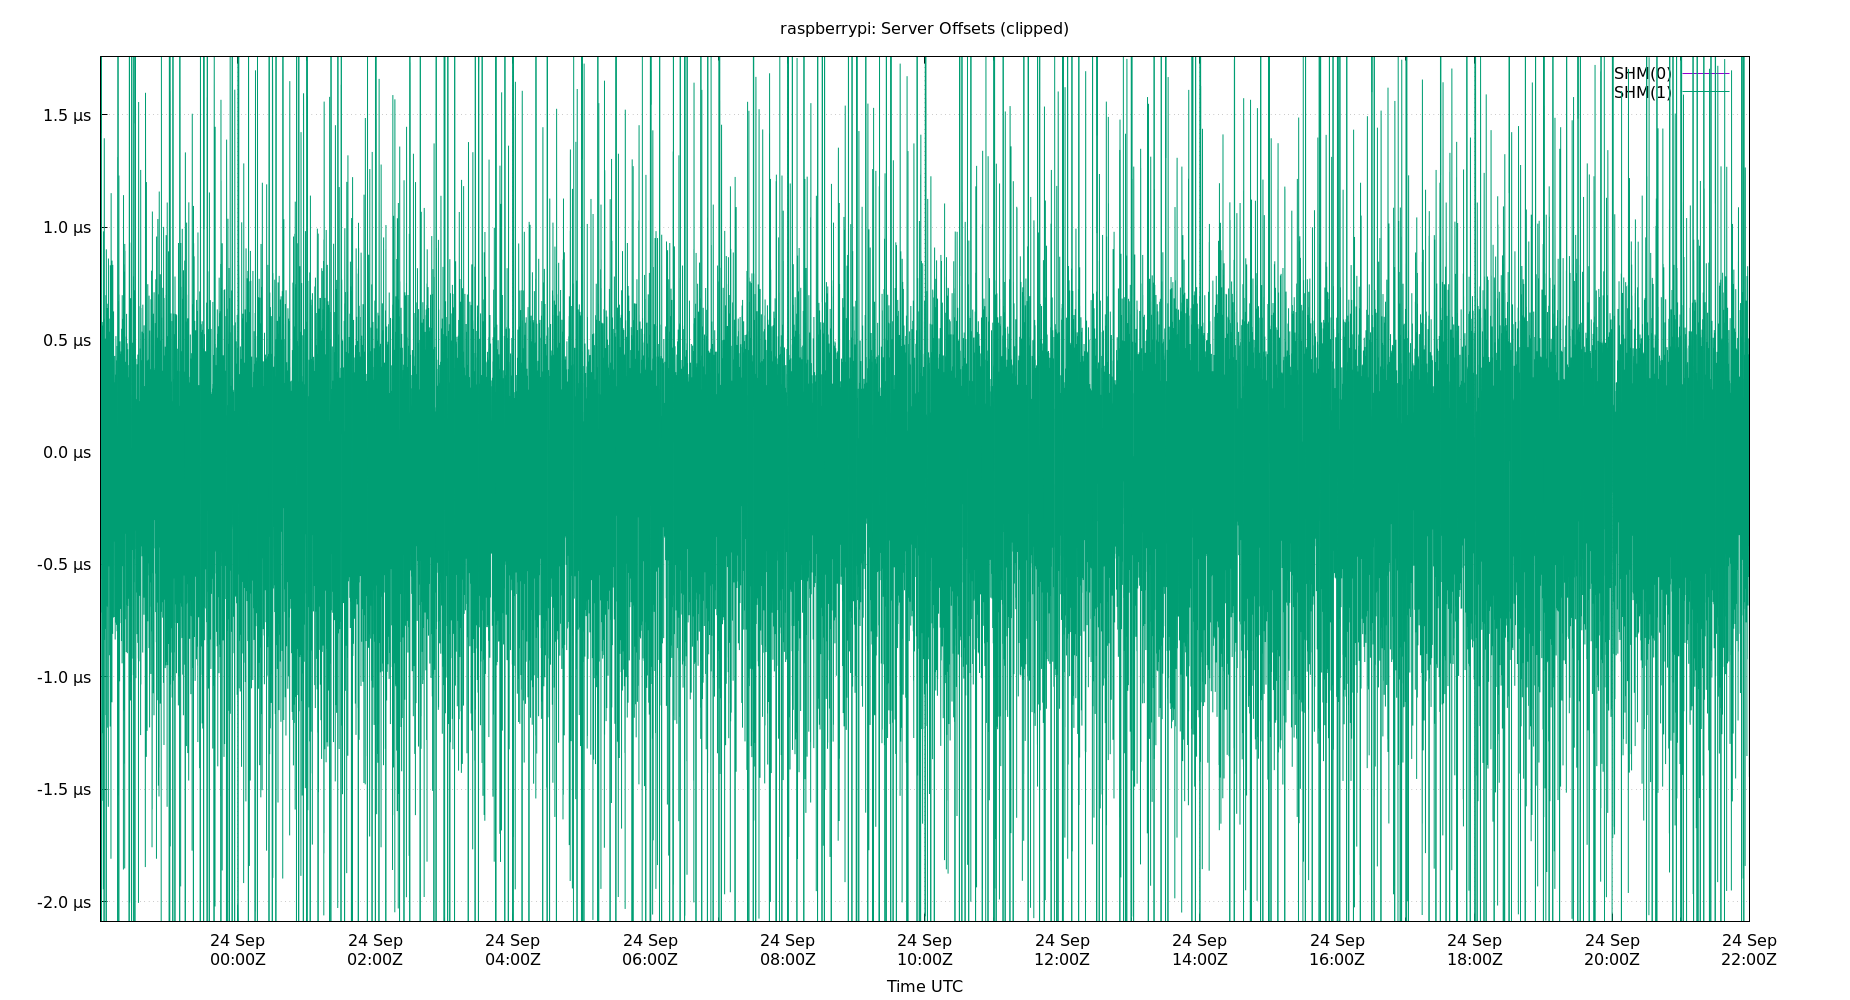 raspberrypi: Server Offsets (clipped)
SHM(0)
SHM(1)
1.5 µs
1.0 µs
0.5 µs
0.0 µs
-0.5 µs
-1.0 µs
-1.5 µs
-2.0 µs
24 Sep 24 Sep 24 Sep 24 Sep 24 Sep 24 Sep 24 Sep 24 Sep 24 Sep 24 Sep 24 Sep 24 Sep
00:00Z 02:00Z 04:00Z 06:00Z 08:00Z 10:00Z 12:00Z 14:00Z 16:00Z 18:00Z 20:00Z 22:00Z
Time UTC